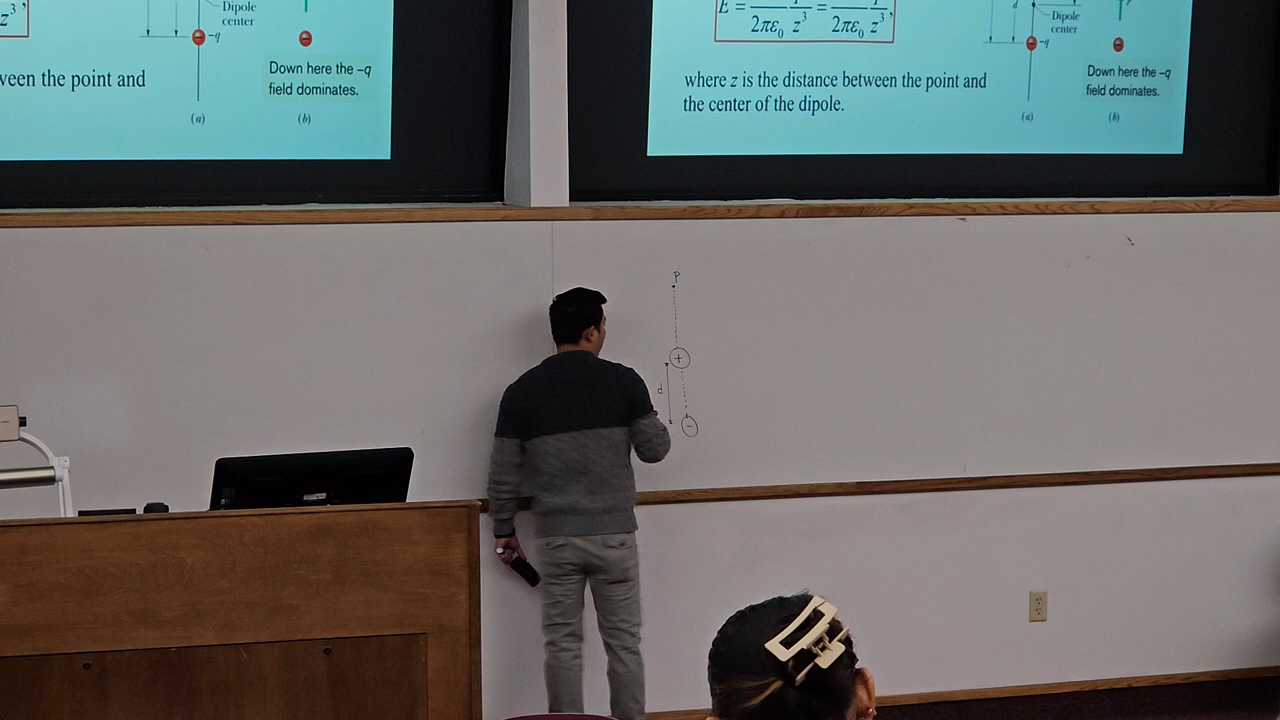 z³,
Dipole
center
-q
ween the point and
Down here the -q
field dominates.
(a)
(b)
E = ‾‾‾ ‾‾ = ‾‾‾ ‾‾,
2πε₀ z³ 2πε₀ z³
d
Dipole
center
-q
r
where z is the distance between the point and
the center of the dipole.
Down here the -q
field dominates.
(a)
(b)
P
+
d
-